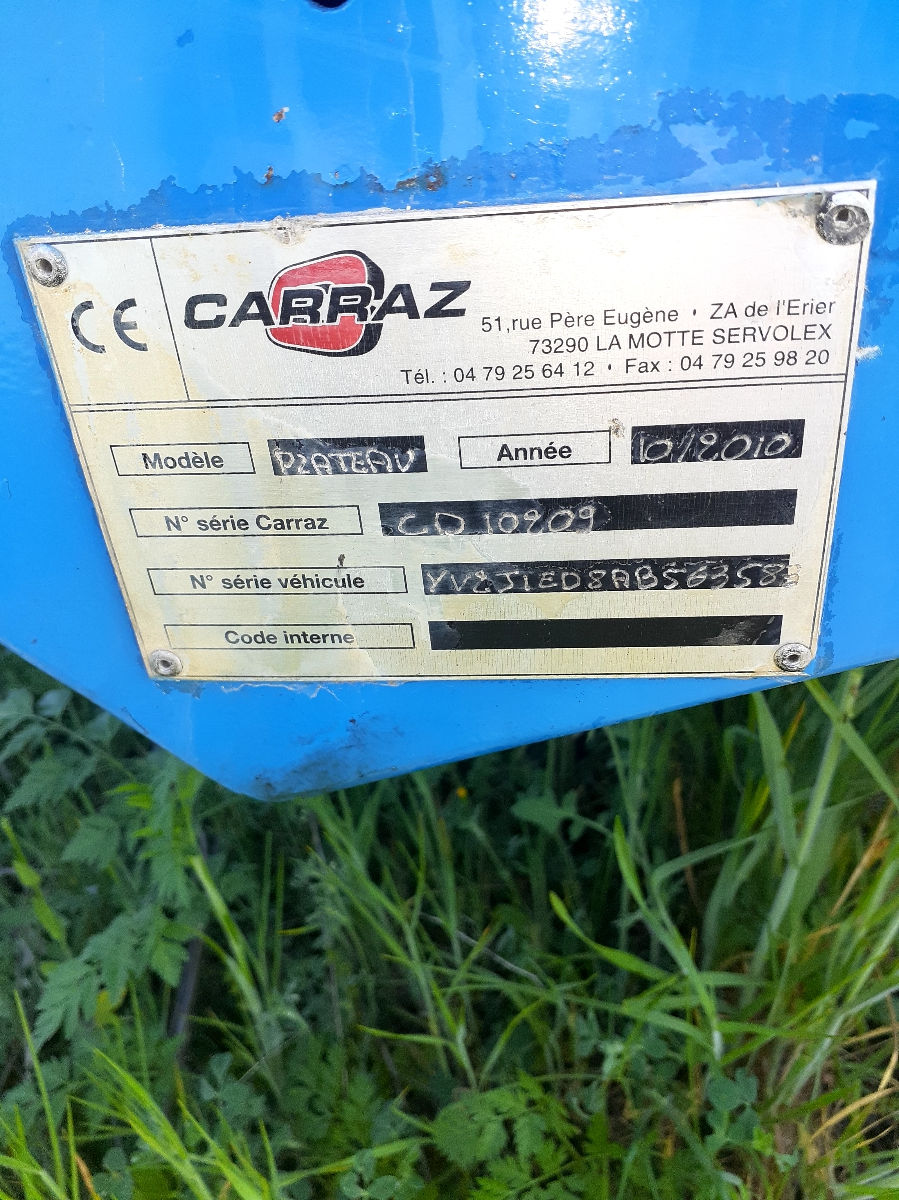 CE
CARRAZ
51,rue Père Eugène • ZA de l'Erier
73290 LA MOTTE SERVOLEX
Tél. : 04 79 25 64 12 • Fax : 04 79 25 98 20
Modèle PLATEAU Année 10/2010
N° série Carraz CD 10209
N° série véhicule
Code interne